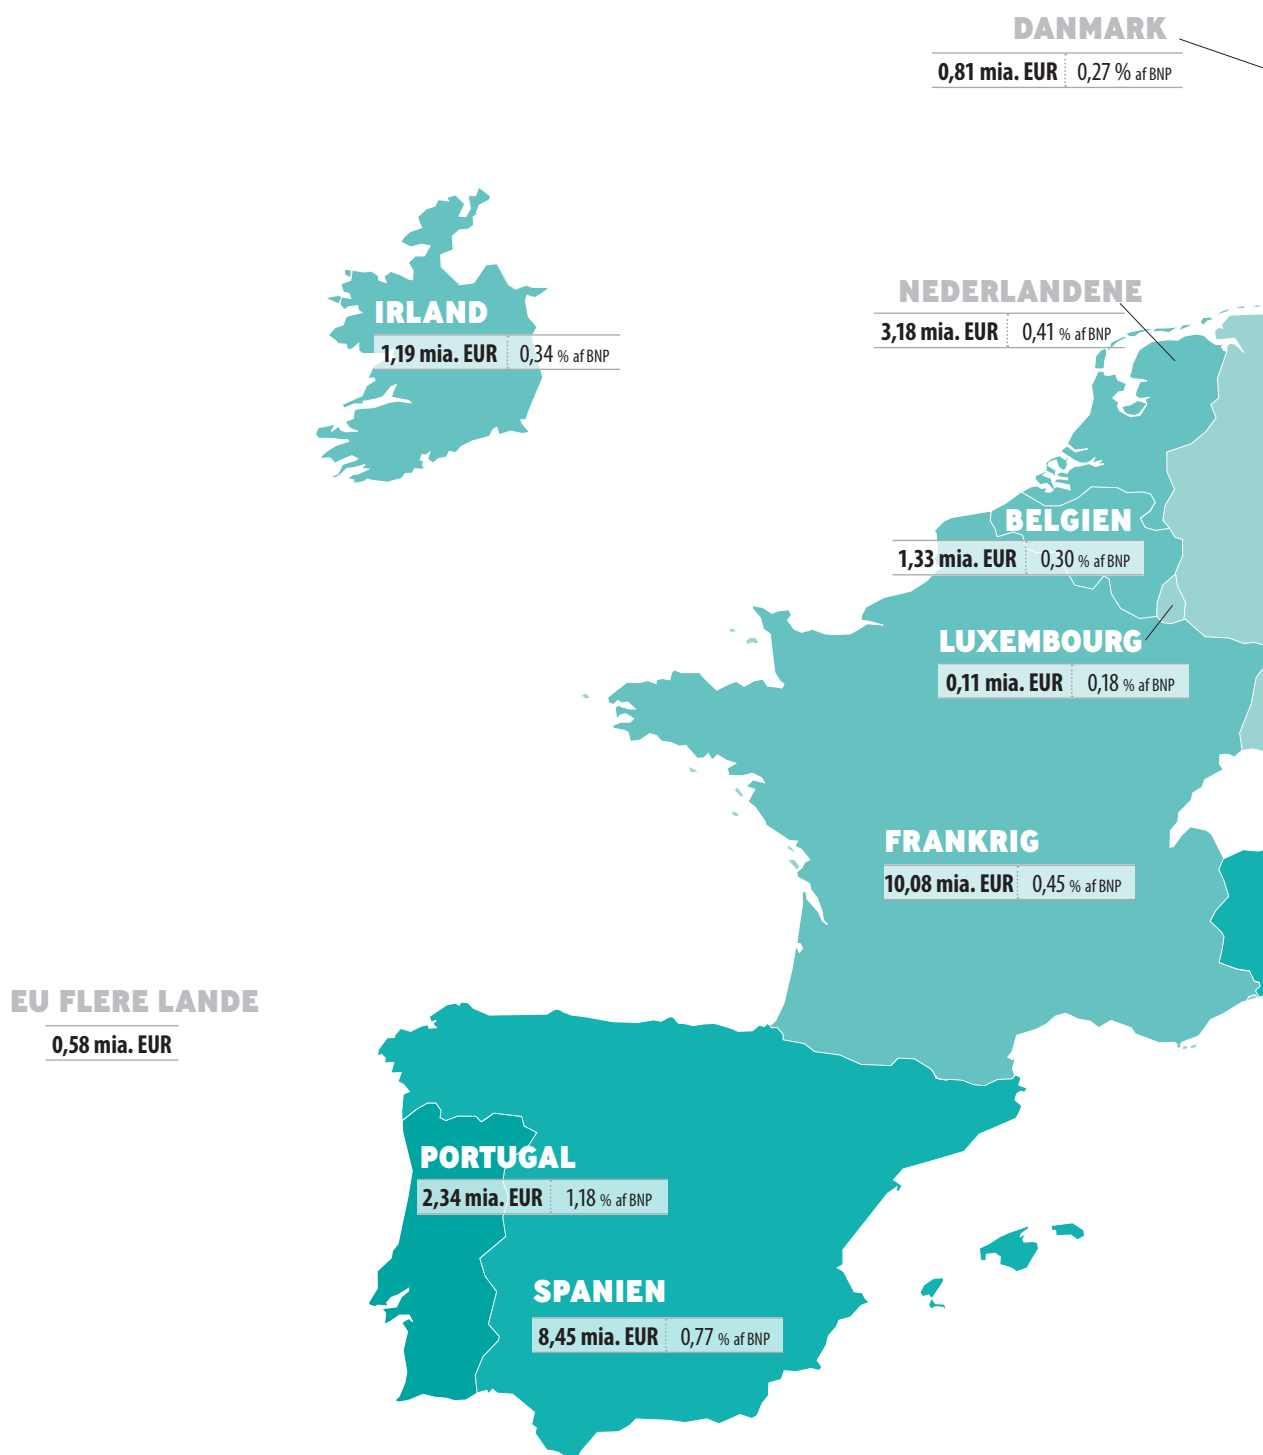 DANMARK
0,81 mia. EUR 0,27 % af BNP
IRLAND
1,19 mia. EUR 0,34 % af BNP
NEDERLANDENE
3,18 mia. EUR 0,41 % af BNP
BELGIEN
1,33 mia. EUR 0,30 % af BNP
LUXEMBOURG
0,11 mia. EUR 0,18 % af BNP
FRANKRIG
10,08 mia. EUR 0,45 % af BNP
EU FLERE LANDE
0,58 mia. EUR
PORTUGAL
2,34 mia. EUR 1,18 % af BNP
SPANIEN
8,45 mia. EUR 0,77 % af BNP